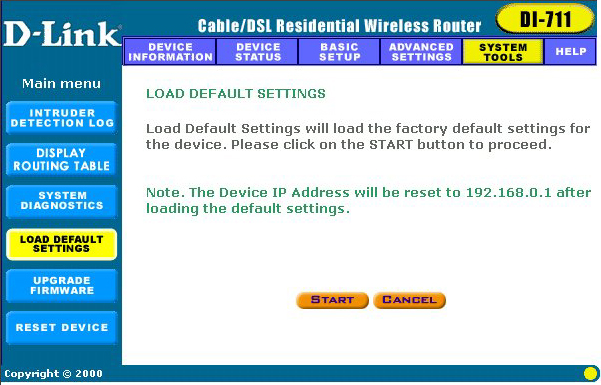 D-Link
Cable/DSL Residential Wireless Router
DI-711
DEVICE INFORMATION
DEVICE STATUS
BASIC SETUP
ADVANCED SETTINGS
SYSTEM TOOLS
HELP
Main menu
INTRUDER
DETECTION LOG
DISPLAY
ROUTING TABLE
SYSTEM
DIAGNOSTICS
LOAD DEFAULT
SETTINGS
UPGRADE
FIRMWARE
RESET DEVICE
LOAD DEFAULT SETTINGS
Load Default Settings will load the factory default settings for
the device. Please click on the START button to proceed.
Note. The Device IP Address will be reset to 192.168.0.1 after
loading the default settings.
START
CANCEL
Copyright © 2000